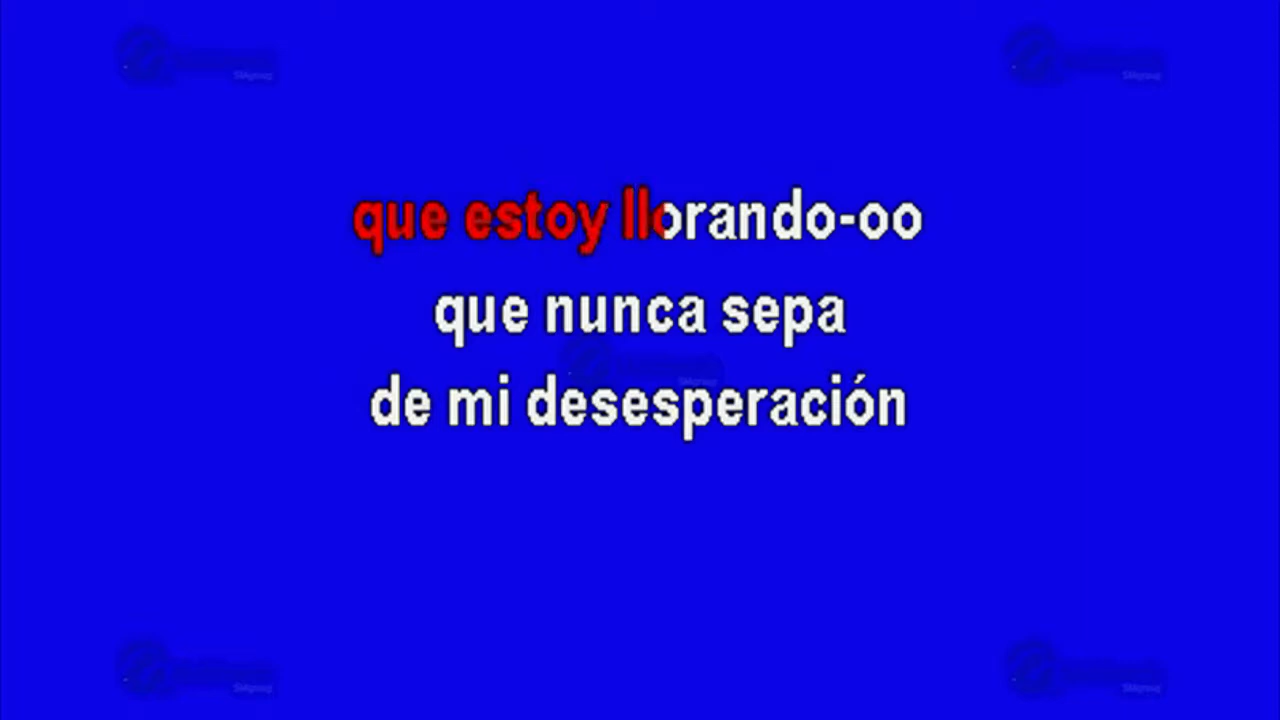 que estoy llorando-oo
que nunca sepa
de mi desesperación